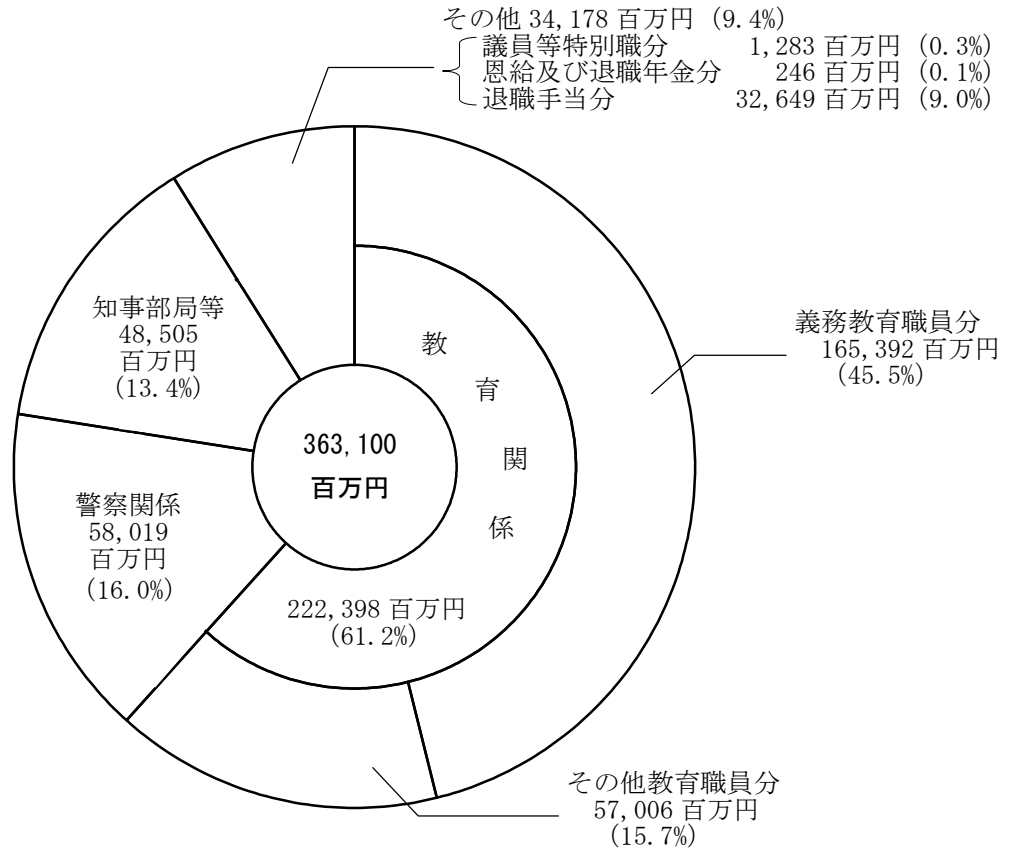 その他 34,178 百万円 (9.4%)
議員等特別職分 1,283 百万円 (0.3%)
恩給及び退職年金分 246 百万円 (0.1%)
退職手当分 32,649 百万円 (9.0%)
知事部局等
48,505
百万円
(13.4%)
教育関係
義務教育職員分
165,392 百万円
(45.5%)
363,100
百万円
警察関係
58,019
百万円
(16.0%)
222,398 百万円
(61.2%)
その他教育職員分
57,006 百万円
(15.7%)